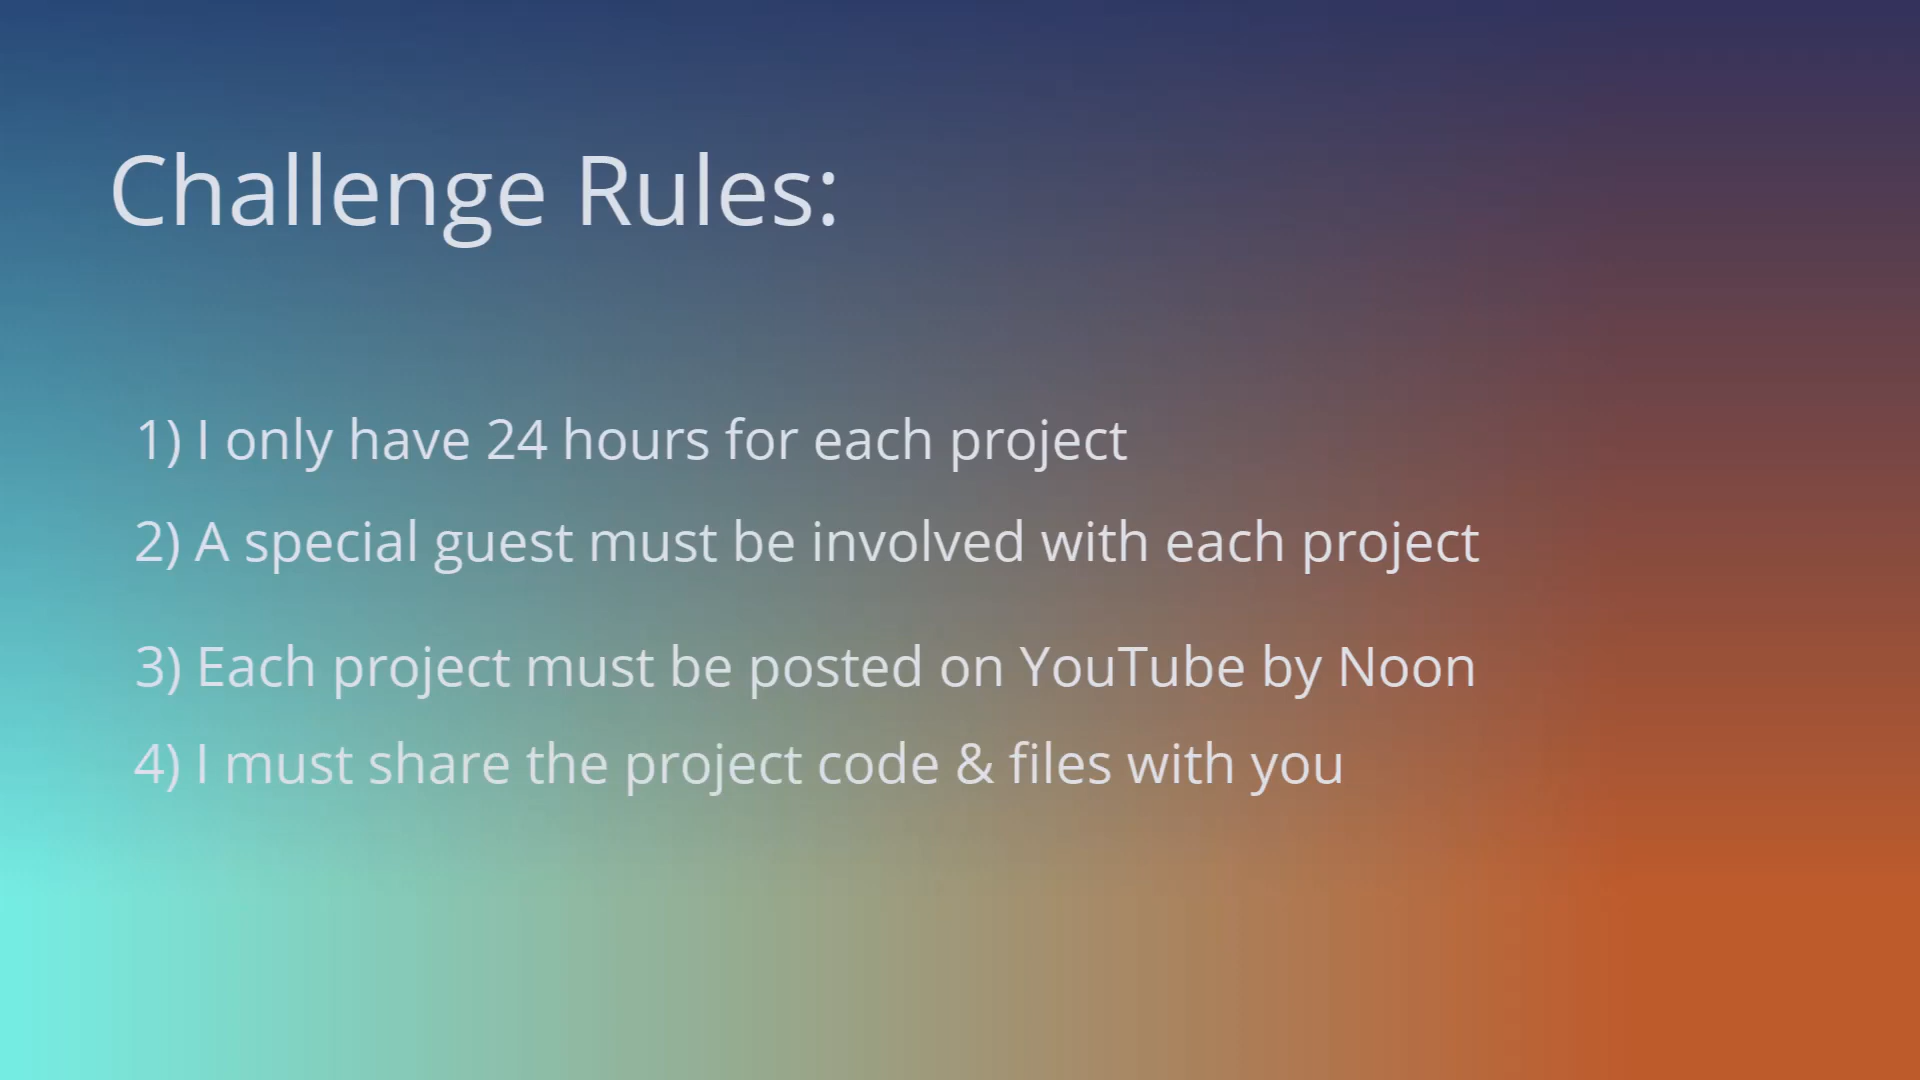 Challenge Rules:
1) I only have 24 hours for each project
2) A special guest must be involved with each project
3) Each project must be posted on YouTube by Noon
4) I must share the project code & files with you